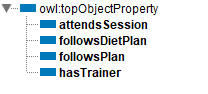 owl:topObjectProperty
attendsSession
followsDietPlan
followsPlan
hasTrainer